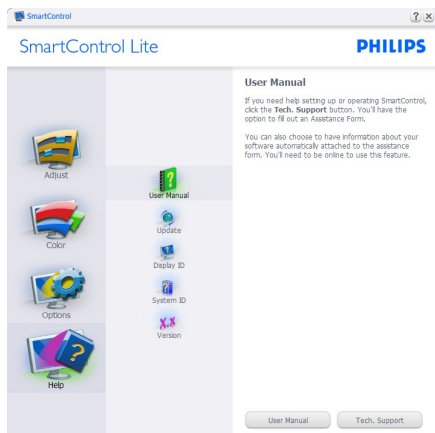 SmartControl
? X
SmartControl Lite
PHILIPS
Adjust
Color
Options
Help
User Manual
Update
Display ID
System ID
X.X
Version
User Manual
If you need help setting up or operating SmartControl,
click the Tech. Support button. You'll have the
option to fill out an Assistance Form.
You can also choose to have information about your
software automatically attached to the assistance
form. You'll need to be online to use this feature.
User Manual
Tech. Support